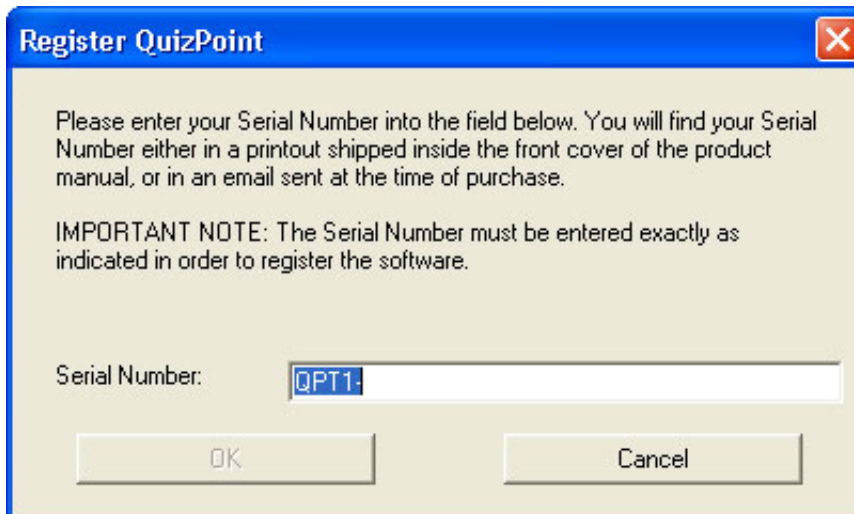 Register QuizPoint
Please enter your Serial Number into the field below. You will find your Serial
Number either in a printout shipped inside the front cover of the product
manual, or in an email sent at the time of purchase.
IMPORTANT NOTE: The Serial Number must be entered exactly as
indicated in order to register the software.
Serial Number: QPT1-
OK Cancel